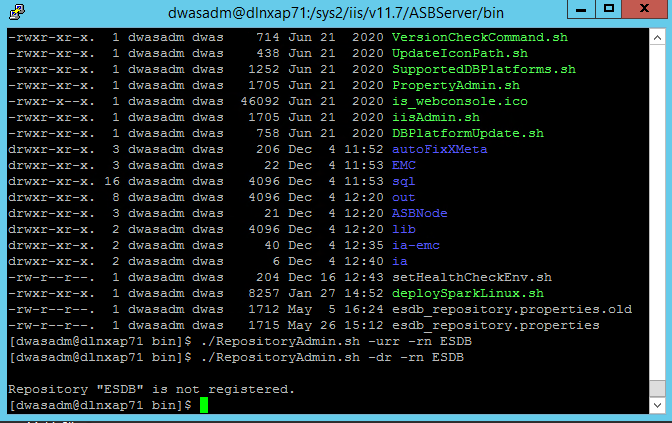 dwasadm@dlnxap71:/sys2/iis/v11.7/ASBServer/bin
-rwxr-xr-x. 1 dwasadm dwas 714 Jun 21 2020 VersionCheckCommand.sh
-rwxr-xr-x. 1 dwasadm dwas 438 Jun 21 2020 UpdateIconPath.sh
-rwxr-xr-x. 1 dwasadm dwas 1252 Jun 21 2020 SupportedDBPlatforms.sh
-rwxr-xr-x. 1 dwasadm dwas 1705 Jun 21 2020 PropertyAdmin.sh
-rwxr-xr-x. 1 dwasadm dwas 46092 Jun 21 2020 is_webconsole.ico
-rwxr-xr-x. 1 dwasadm dwas 1705 Jun 21 2020 iisAdmin.sh
-rwxr-xr-x. 1 dwasadm dwas 758 Jun 21 2020 DBPlatformUpdate.sh
drwxr-xr-x. 3 dwasadm dwas 206 Dec 4 11:52 autoFixXMeta
drwxr-xr-x. 3 dwasadm dwas 22 Dec 4 11:53 EMC
drwxr-xr-x. 16 dwasadm dwas 4096 Dec 4 11:53 sql
drwxr-xr-x. 8 dwasadm dwas 4096 Dec 4 12:20 out
drwxr-xr-x. 3 dwasadm dwas 21 Dec 4 12:20 ASBNode
drwxr-xr-x. 2 dwasadm dwas 4096 Dec 4 12:20 lib
drwxr-xr-x. 2 dwasadm dwas 40 Dec 4 12:35 ia-emc
drwxr-xr-x. 2 dwasadm dwas 6 Dec 4 12:40 ia
-rw-r--r--. 1 dwasadm dwas 204 Dec 16 12:43 setHealthCheckEnv.sh
-rwxr-xr-x. 1 dwasadm dwas 8257 Jan 27 14:52 deploySparkLinux.sh
-rw-r--r--. 1 dwasadm dwas 1712 May 5 16:24 esdb_repository.properties.old
-rw-r--r--. 1 dwasadm dwas 1715 May 26 15:12 esdb_repository.properties
[dwasadm@dlnxap71 bin]$ ./RepositoryAdmin.sh -urr -rn ESDB
[dwasadm@dlnxap71 bin]$ ./RepositoryAdmin.sh -dr -rn ESDB
Repository "ESDB" is not registered.
[dwasadm@dlnxap71 bin]$